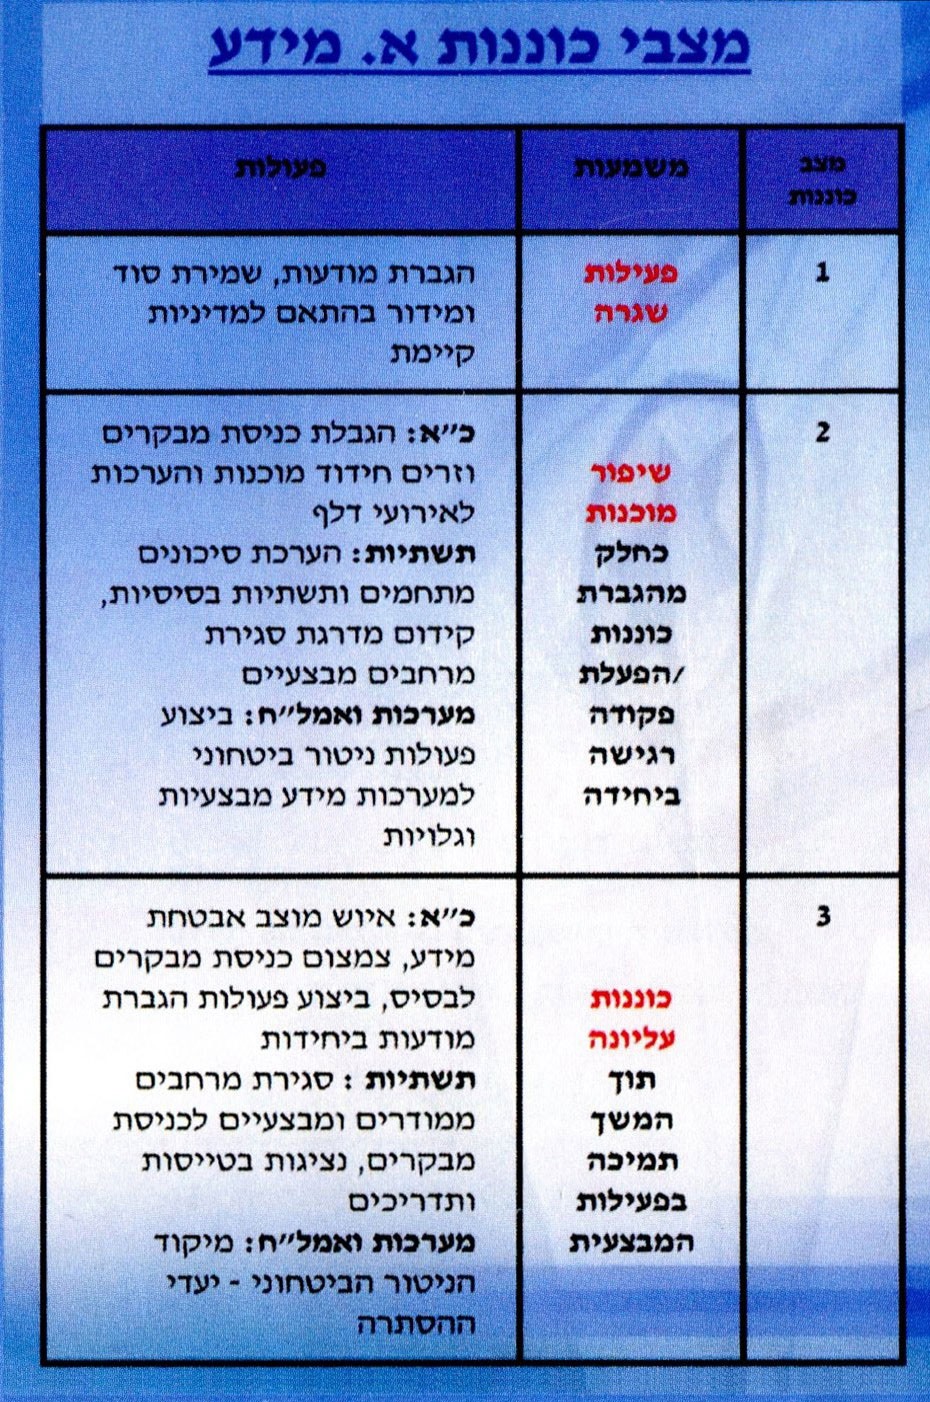 מצבי כוננות א. מידע
מצב
כוננות
משמעות
פעולות
1
פעילות
שגרה
הגברת מודעות, שמירת סוד
ומידור בהתאם למדיניות
קיימת
2
שיפור
מוכנות
כחלק
מהגברת
כוננות
/הפעלת
פקודה
רגישה
ביחידה
כ״א: הגבלת כניסת מבקרים
וזרים חידוד מוכנות והערכות
לאירועי דלף
תשתיות: הערכת סיכונים
מתחמים ותשתיות בסיסיות,
קידום מדרגת סגירת
מרחבים מבצעיים
מערכות ואמל״ח: ביצוע
פעולות ניטור ביטחוני
למערכות מידע מבצעיות
וגלויות
3
כוננות
עליונה
תוך
המשך
תמיכה
בפעילות
המבצעית
כ״א: איוש מוצב אבטחת
מידע, צמצום כניסת מבקרים
לבסיס, ביצוע פעולות הגברת
מודעות ביחידות
תשתיות : סגירת מרחבים
ממודרים ומבצעיים לכניסת
מבקרים, נציגות בטייסות
ותדריכים
מערכות ואמל״ח: מיקוד
הניטור הביטחוני - יעדי
ההסתרה